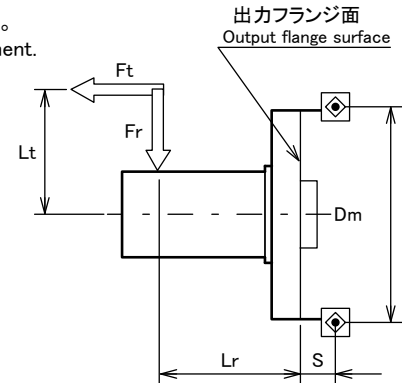 。
ment.
出力フランジ面
Output flange surface
Ft
Fr
Lt
Dm
Lr
S